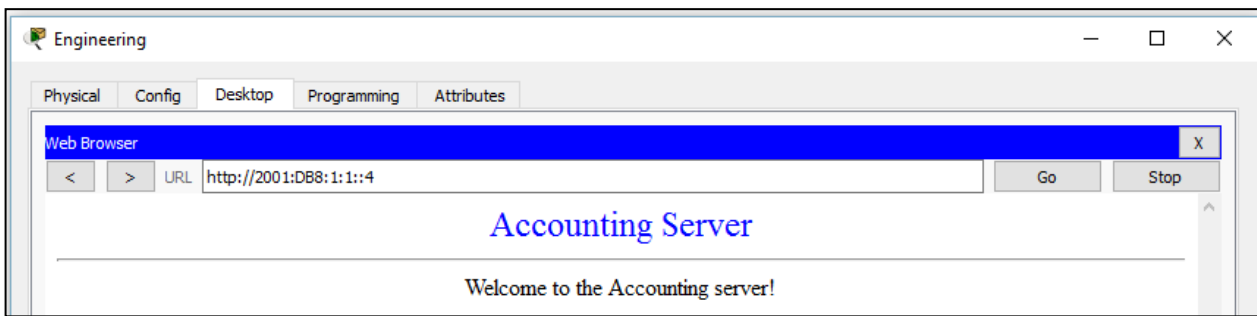 Engineering
Physical Config Desktop Programming Attributes
Web Browser X
< > URL http://2001:DB8:1:1::4 Go Stop
Accounting Server
Welcome to the Accounting server!